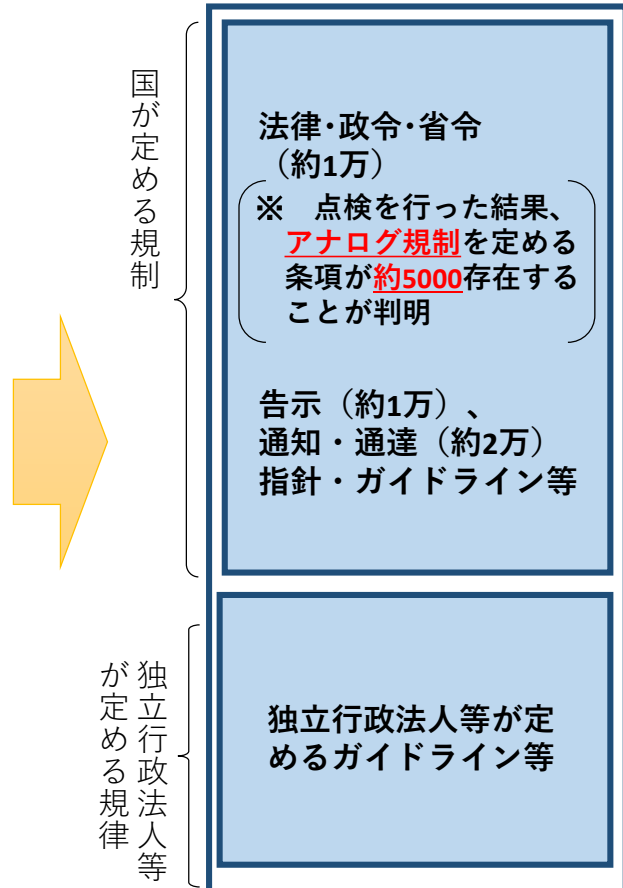 国が定める規制
法律･政令･省令
（約1万）
※　点検を行った結果、
アナログ規制を定める
条項が約5000存在する
ことが判明
告示（約1万）、
通知・通達（約2万）
指針・ガイドライン等
独立行政法人等
が定める規律
独立行政法人等が定
めるガイドライン等